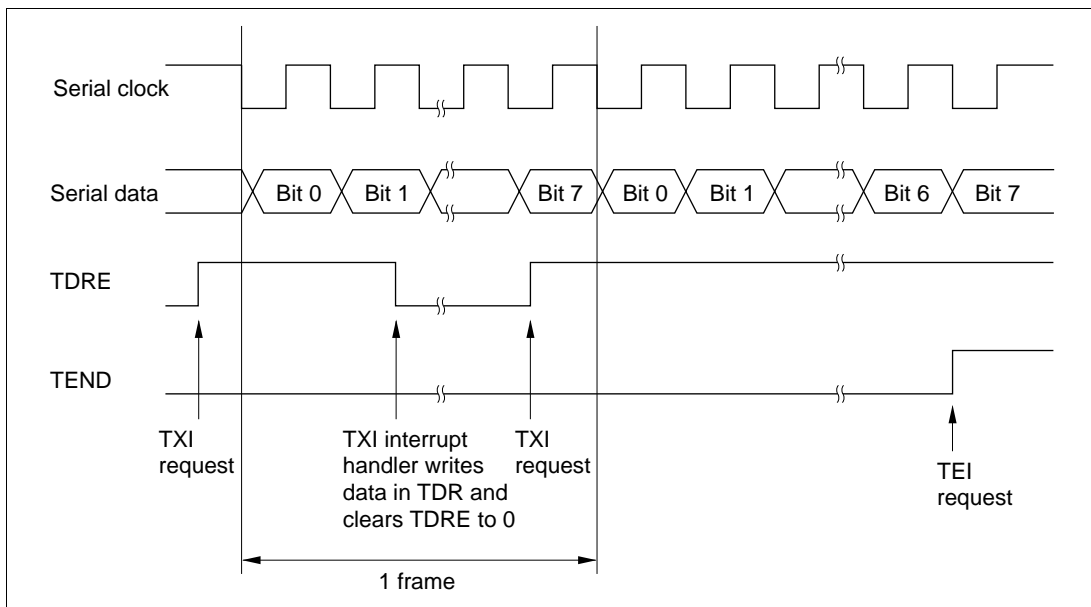 Serial clock
Serial data
Bit 0
Bit 1
Bit 7
Bit 0
Bit 1
Bit 6
Bit 7
TDRE
TEND
TXI
request
TXI interrupt
handler writes
data in TDR and
clears TDRE to 0
TXI
request
TEI
request
1 frame